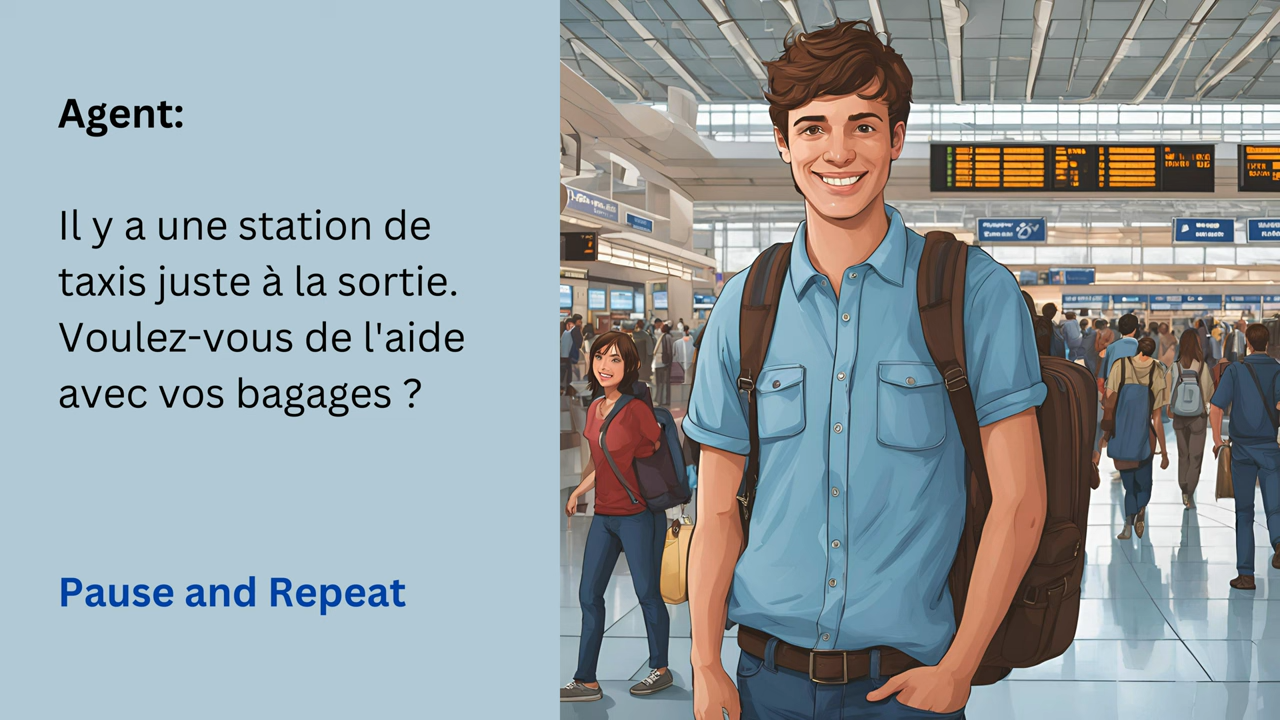 Agent:
Il y a une station de
taxis juste à la sortie.
Voulez-vous de l'aide
avec vos bagages ?
Pause and Repeat